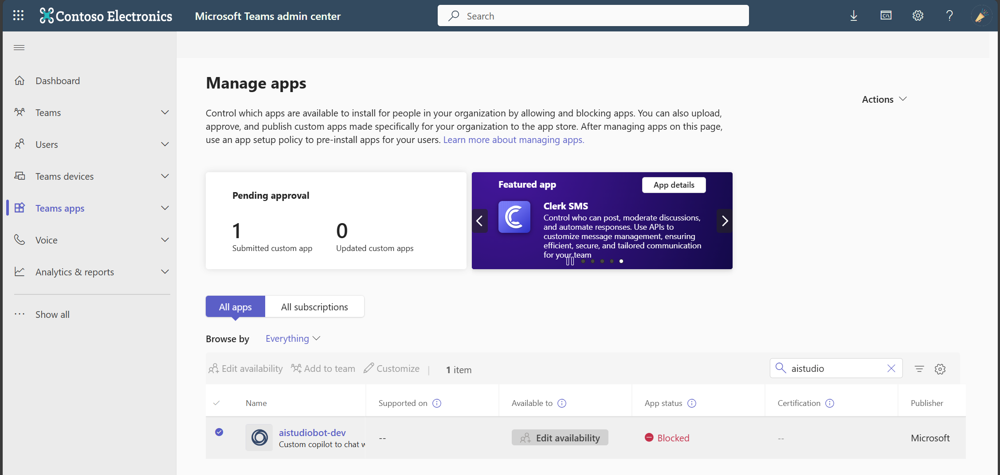 Contoso Electronics
Microsoft Teams admin center
Search
Dashboard
Teams
Users
Teams devices
Teams apps
Voice
Analytics & reports
Show all
Manage apps
Actions
Control which apps are available to install for people in your organization by allowing and blocking apps. You can also upload,
approve, and publish custom apps made specifically for your organization to the app store. After managing apps on this page,
use an app setup policy to pre-install apps for your users. Learn more about managing apps.
Pending approval
1
Submitted custom app
0
Updated custom apps
Featured app
App details
Clerk SMS
Control who can post, moderate discussions,
and automate responses. Use APIs to
customize message management, ensuring
efficient, secure, and tailored communication
for your team
All apps
All subscriptions
Browse by
Everything
Edit availability
Add to team
Customize
1 item
aistudio
Name
Supported on
Available to
App status
Certification
Publisher
aistudiobot-dev
Custom copilot to chat w
--
Edit availability
Blocked
--
Microsoft